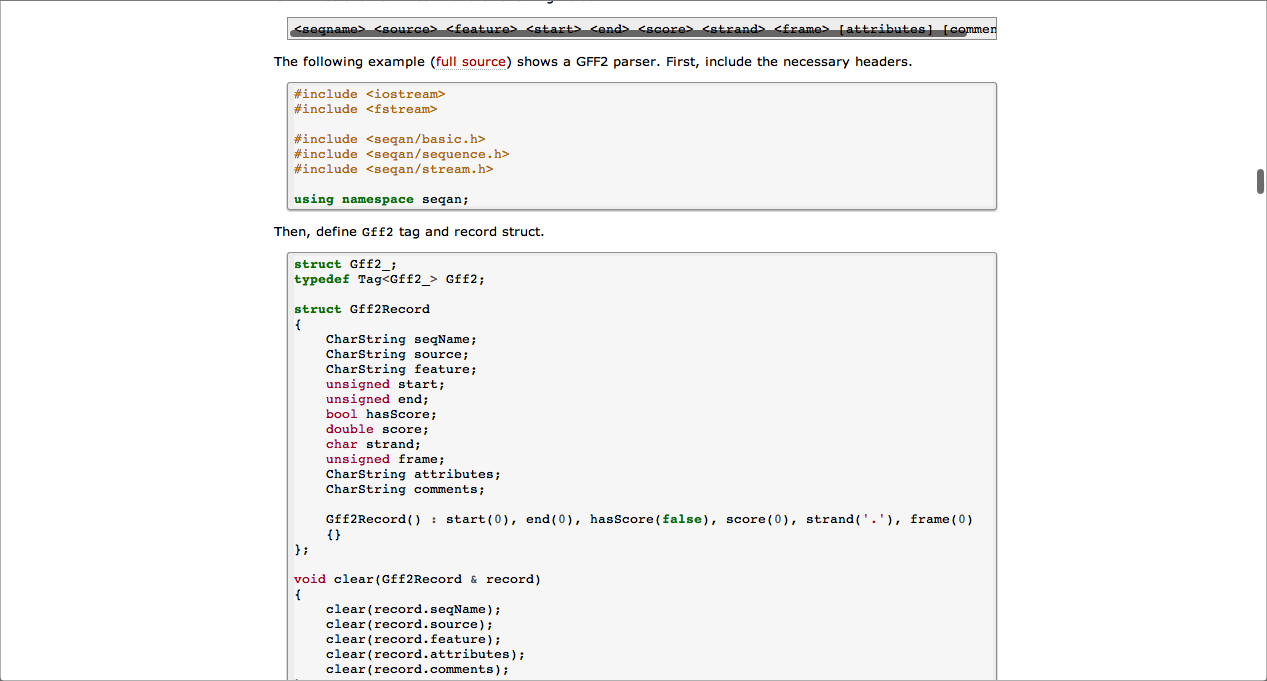 <seqname> <source> <feature> <start> <end> <score> <strand> <frame> [attributes] [commen
The following example (full source) shows a GFF2 parser. First, include the necessary headers.
#include <iostream>
#include <fstream>
#include <seqan/basic.h>
#include <seqan/sequence.h>
#include <seqan/stream.h>
using namespace seqan;
Then, define Gff2 tag and record struct.
struct Gff2_;
typedef Tag<Gff2_> Gff2;
struct Gff2Record
{
    CharString seqName;
    CharString source;
    CharString feature;
    unsigned start;
    unsigned end;
    bool hasScore;
    double score;
    char strand;
    unsigned frame;
    CharString attributes;
    CharString comments;
    Gff2Record() : start(0), end(0), hasScore(false), score(0), strand('.'), frame(0)
    {}
};
void clear(Gff2Record & record)
{
    clear(record.seqName);
    clear(record.source);
    clear(record.feature);
    clear(record.attributes);
    clear(record.comments);